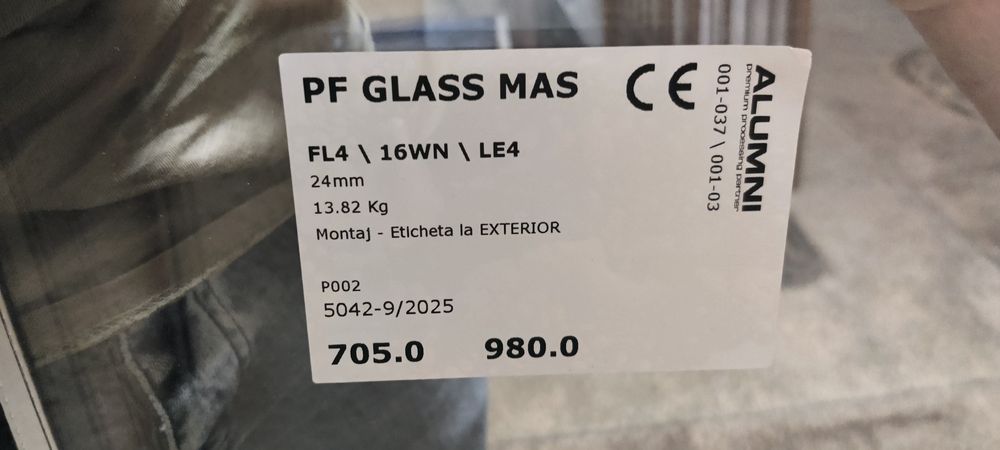 PF GLASS MAS
CE
FL4 \ 16WN \ LE4
24mm
13.82 Kg
Montaj - Eticheta la EXTERIOR
P002
5042-9/2025
705.0 980.0
ALUMNI
premium processing partner
001-037 \ 001-03